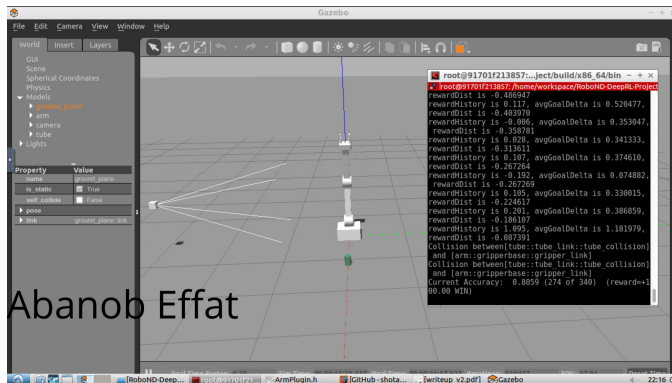 Gazebo
File Edit Camera View Window Help
World Insert Layers
GUI
Scene
Spherical Coordinates
Physics
Models
ground_plane
arm
camera
tube
Lights
Property Value
name ground_plane
is_static True
self_collide False
pose
link ground_plane::link
root@91701f213857:...ject/build/x86_64/bin
root@91701f213857: /home/workspace/RoboND-DeepRL-Project
rewardDist is -0.486947
rewardHistory is 0.117, avgGoalDelta is 0.520477,
rewardDist is -0.403970
rewardHistory is -0.006, avgGoalDelta is 0.353047,
rewardDist is -0.358781
rewardHistory is 0.028, avgGoalDelta is 0.341333,
rewardDist is -0.313611
rewardHistory is 0.107, avgGoalDelta is 0.374610,
rewardDist is -0.267264
rewardHistory is -0.192, avgGoalDelta is 0.074882,
rewardDist is -0.267269
rewardHistory is 0.105, avgGoalDelta is 0.330015,
rewardDist is -0.224617
rewardHistory is 0.201, avgGoalDelta is 0.386859,
rewardDist is -0.186107
rewardHistory is 1.095, avgGoalDelta is 1.181979,
rewardDist is -0.087391
Collision between[tube::tube_link::tube_collision]
and [arm::gripperbase::gripper_link]
Collision between[tube::tube_link::tube_collision]
and [arm::gripperbase::gripper_link]
Current Accuracy: 0.8059 (274 of 340) (reward=+1
00.00 WIN)
Abanob Effat
[RoboND-Deep... ArmPlugin.h [GitHub - shota... [writeup_v2.pdf] Gazebo 22:16